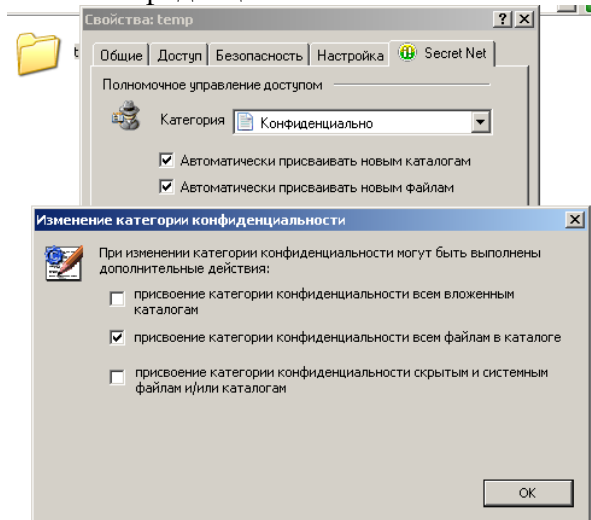 Свойства: temp
t
Общие Доступ Безопасность Настройка Secret Net
Полномочное управление доступом
Категория Конфиденциально
Автоматически присваивать новым каталогам
Автоматически присваивать новым файлам
Изменение категории конфиденциальности
При изменении категории конфиденциальности могут быть выполнены
дополнительные действия:
присвоение категории конфиденциальности всем вложенным
каталогам
присвоение категории конфиденциальности всем файлам в каталоге
присвоение категории конфиденциальности скрытым и системным
файлам и/или каталогам
OK